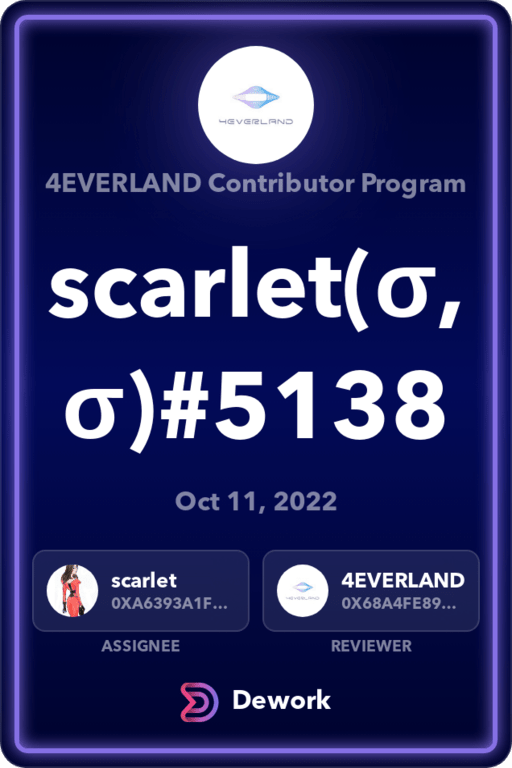 4EVERLAND
4EVERLAND Contributor Program
scarlet(σ,
σ)#5138
Oct 11, 2022
scarlet
0XA6393A1F...
ASSIGNEE
4EVERLAND
4EVERLAND
0X68A4FE89...
REVIEWER
Dework